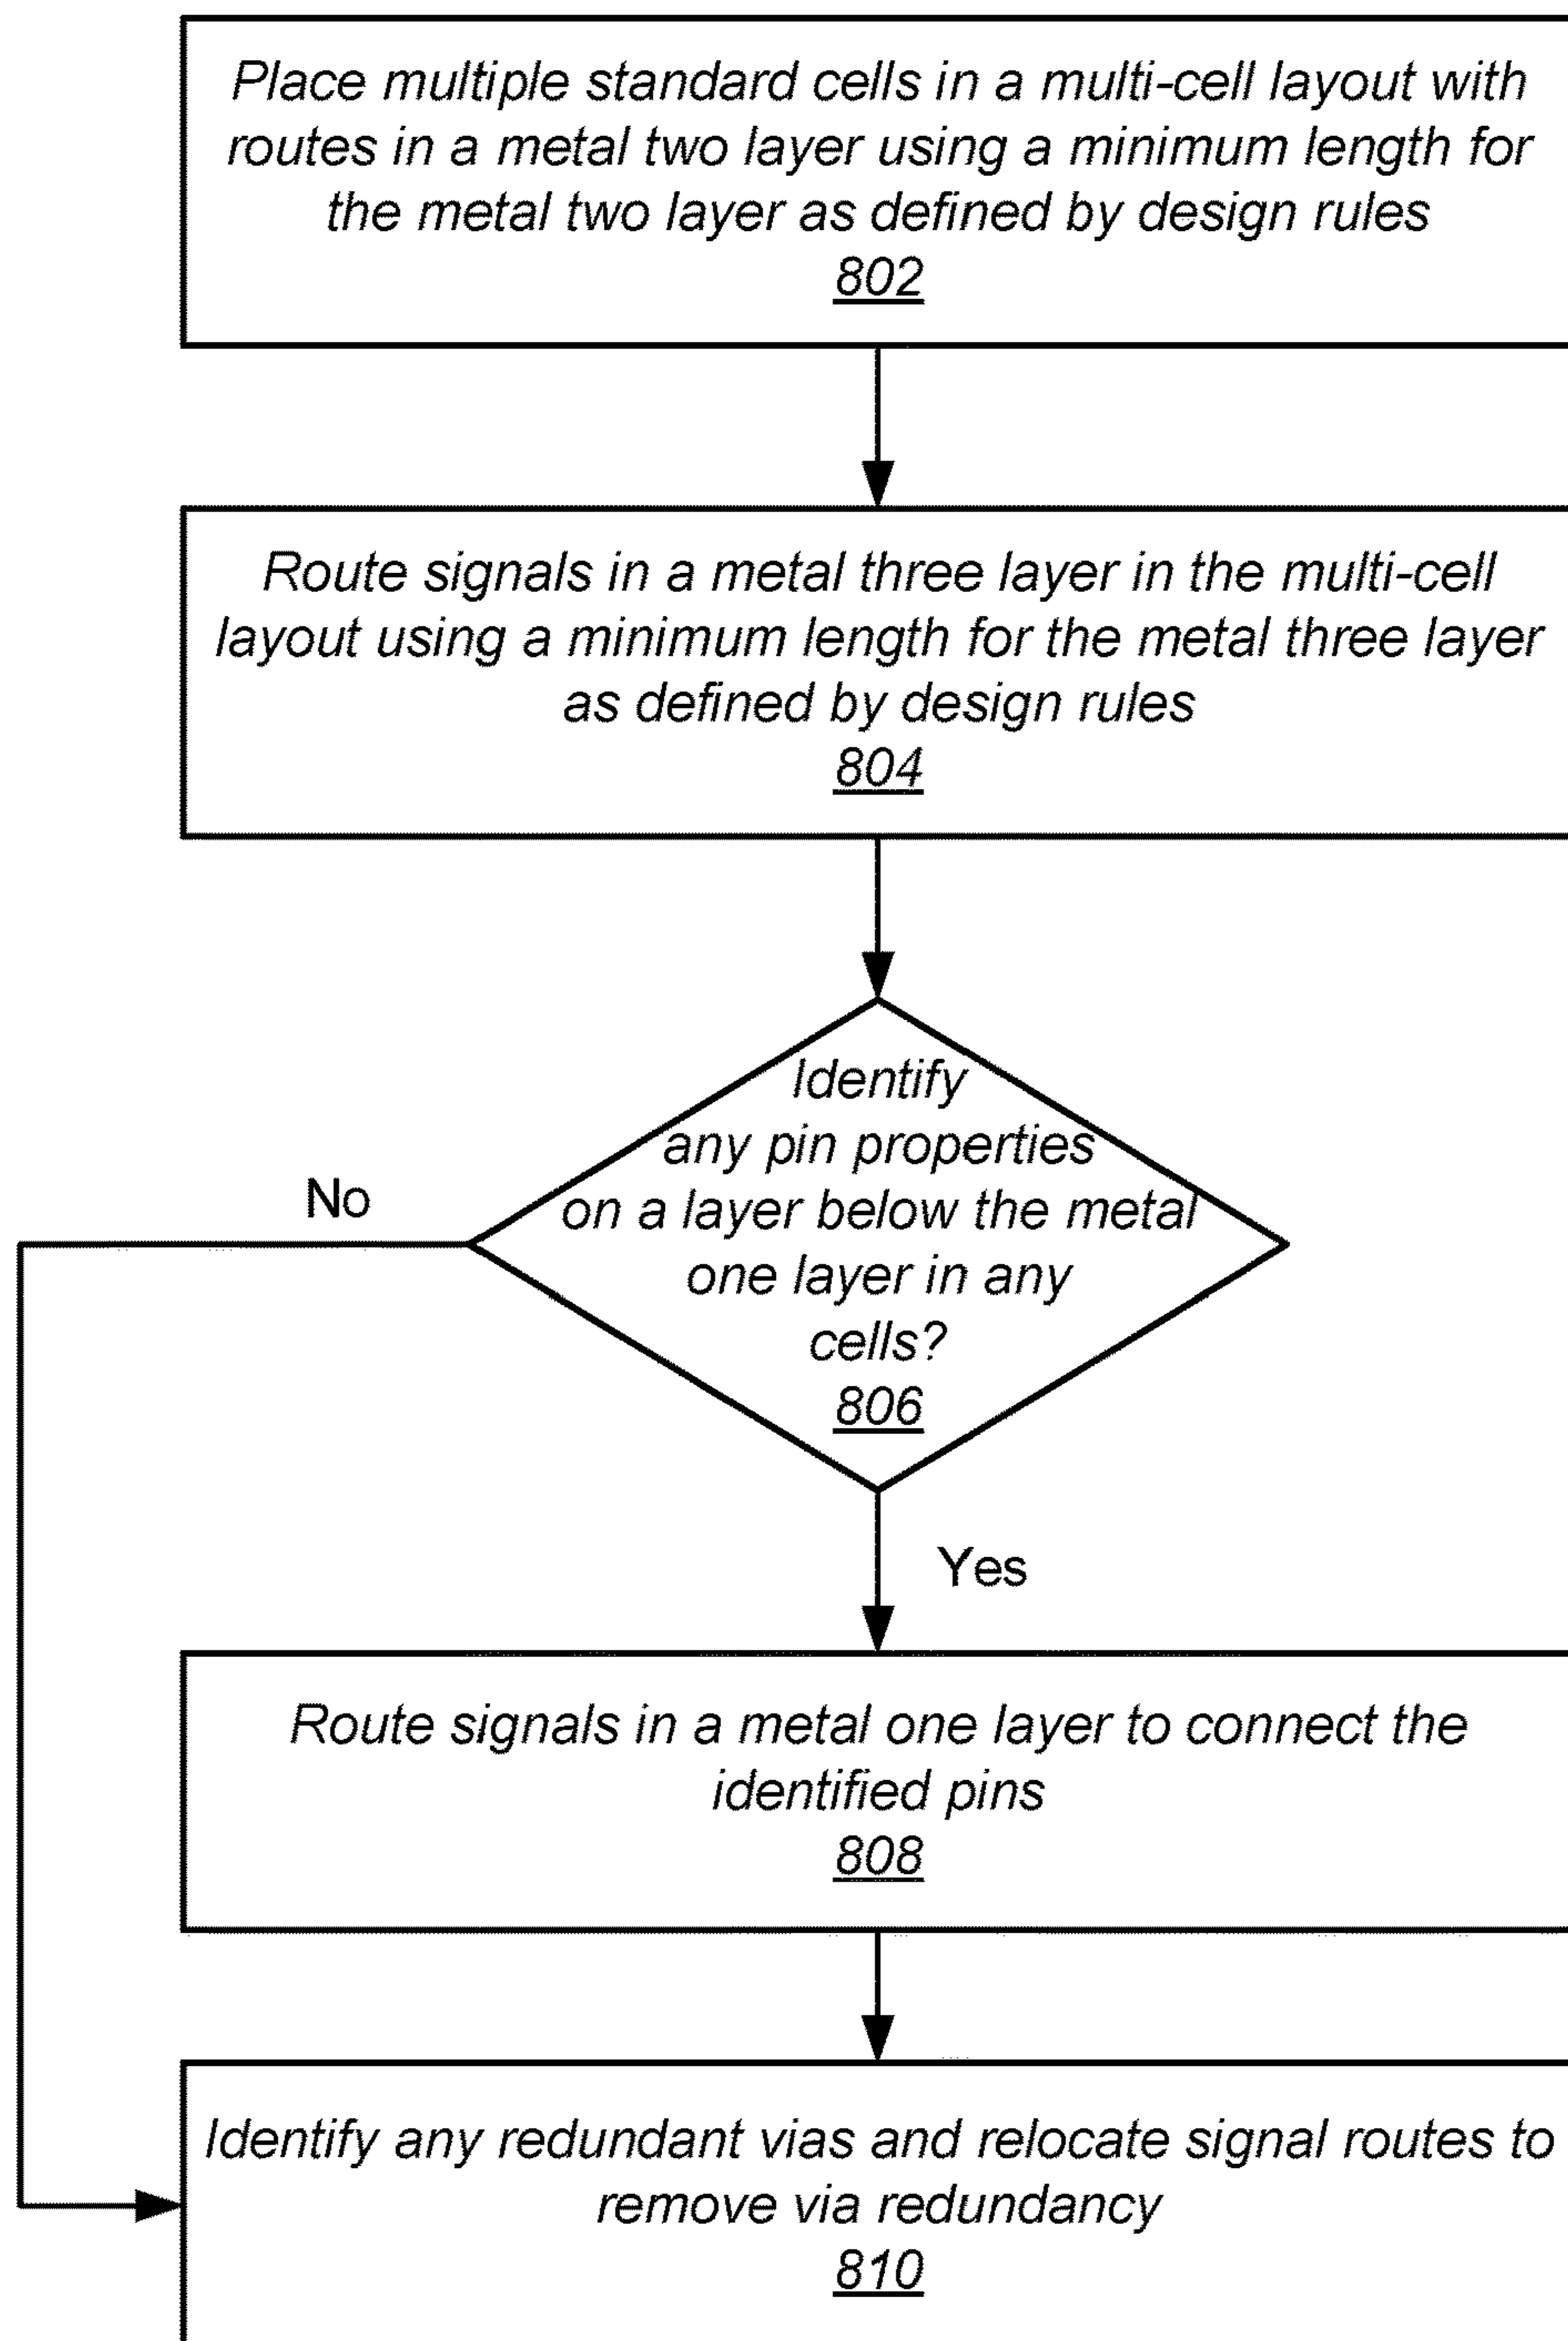 Place multiple standard cells in a multi-cell layout with
routes in a metal two layer using a minimum length for
the metal two layer as defined by design rules
802
Route signals in a metal three layer in the multi-cell
layout using a minimum length for the metal three layer
as defined by design rules
804
Identify
any pin properties
on a layer below the metal
one layer in any
cells?
806
No
Yes
Route signals in a metal one layer to connect the
identified pins
808
Identify any redundant vias and relocate signal routes to
remove via redundancy
810